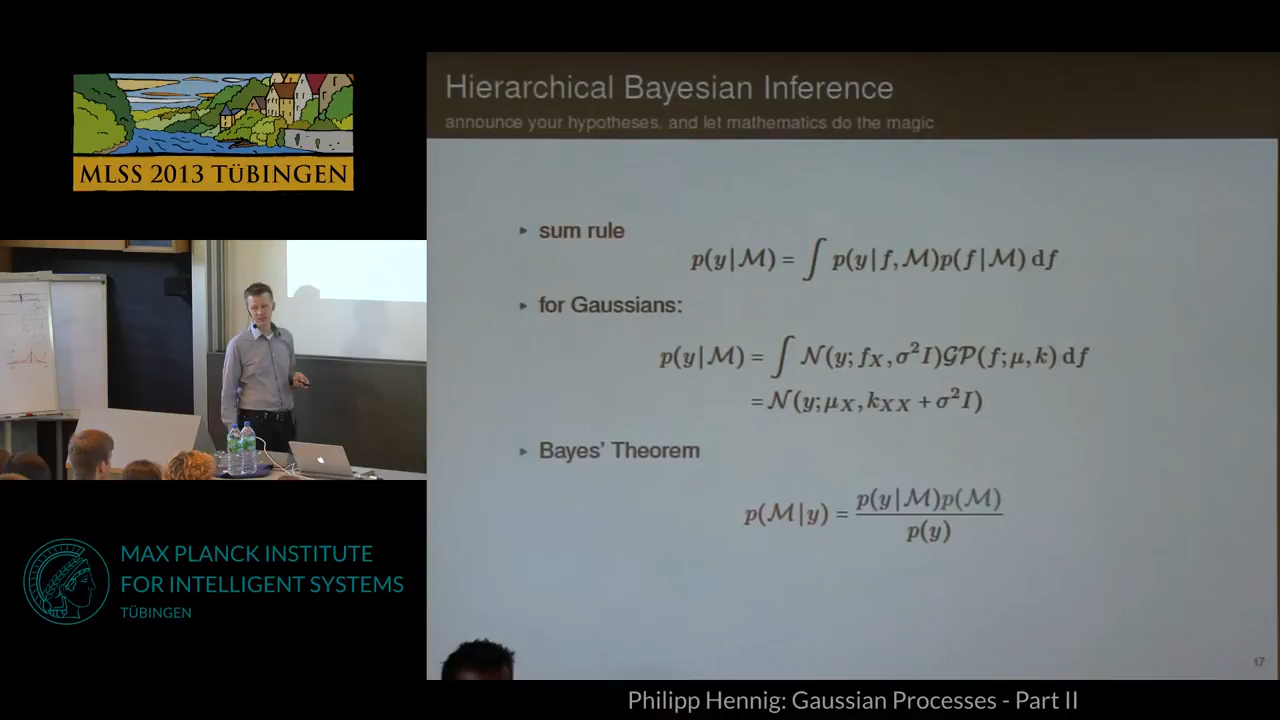 MLSS 2013 TÜBINGEN
MAX PLANCK INSTITUTE
FOR INTELLIGENT SYSTEMS
TÜBINGEN
Hierarchical Bayesian Inference
announce your hypotheses, and let mathematics do the magic
▸ sum rule
p(y|ℳ) = ∫ p(y|f,ℳ)p(f|ℳ) df
▸ for Gaussians:
p(y|ℳ) = ∫ 𝒩(y; f_X, σ²I)𝒢𝒫(f; μ, k) df
= 𝒩(y; μ_X, k_XX + σ²I)
▸ Bayes' Theorem
p(ℳ|y) = p(y|ℳ)p(ℳ) / p(y)
17
Philipp Hennig: Gaussian Processes - Part II